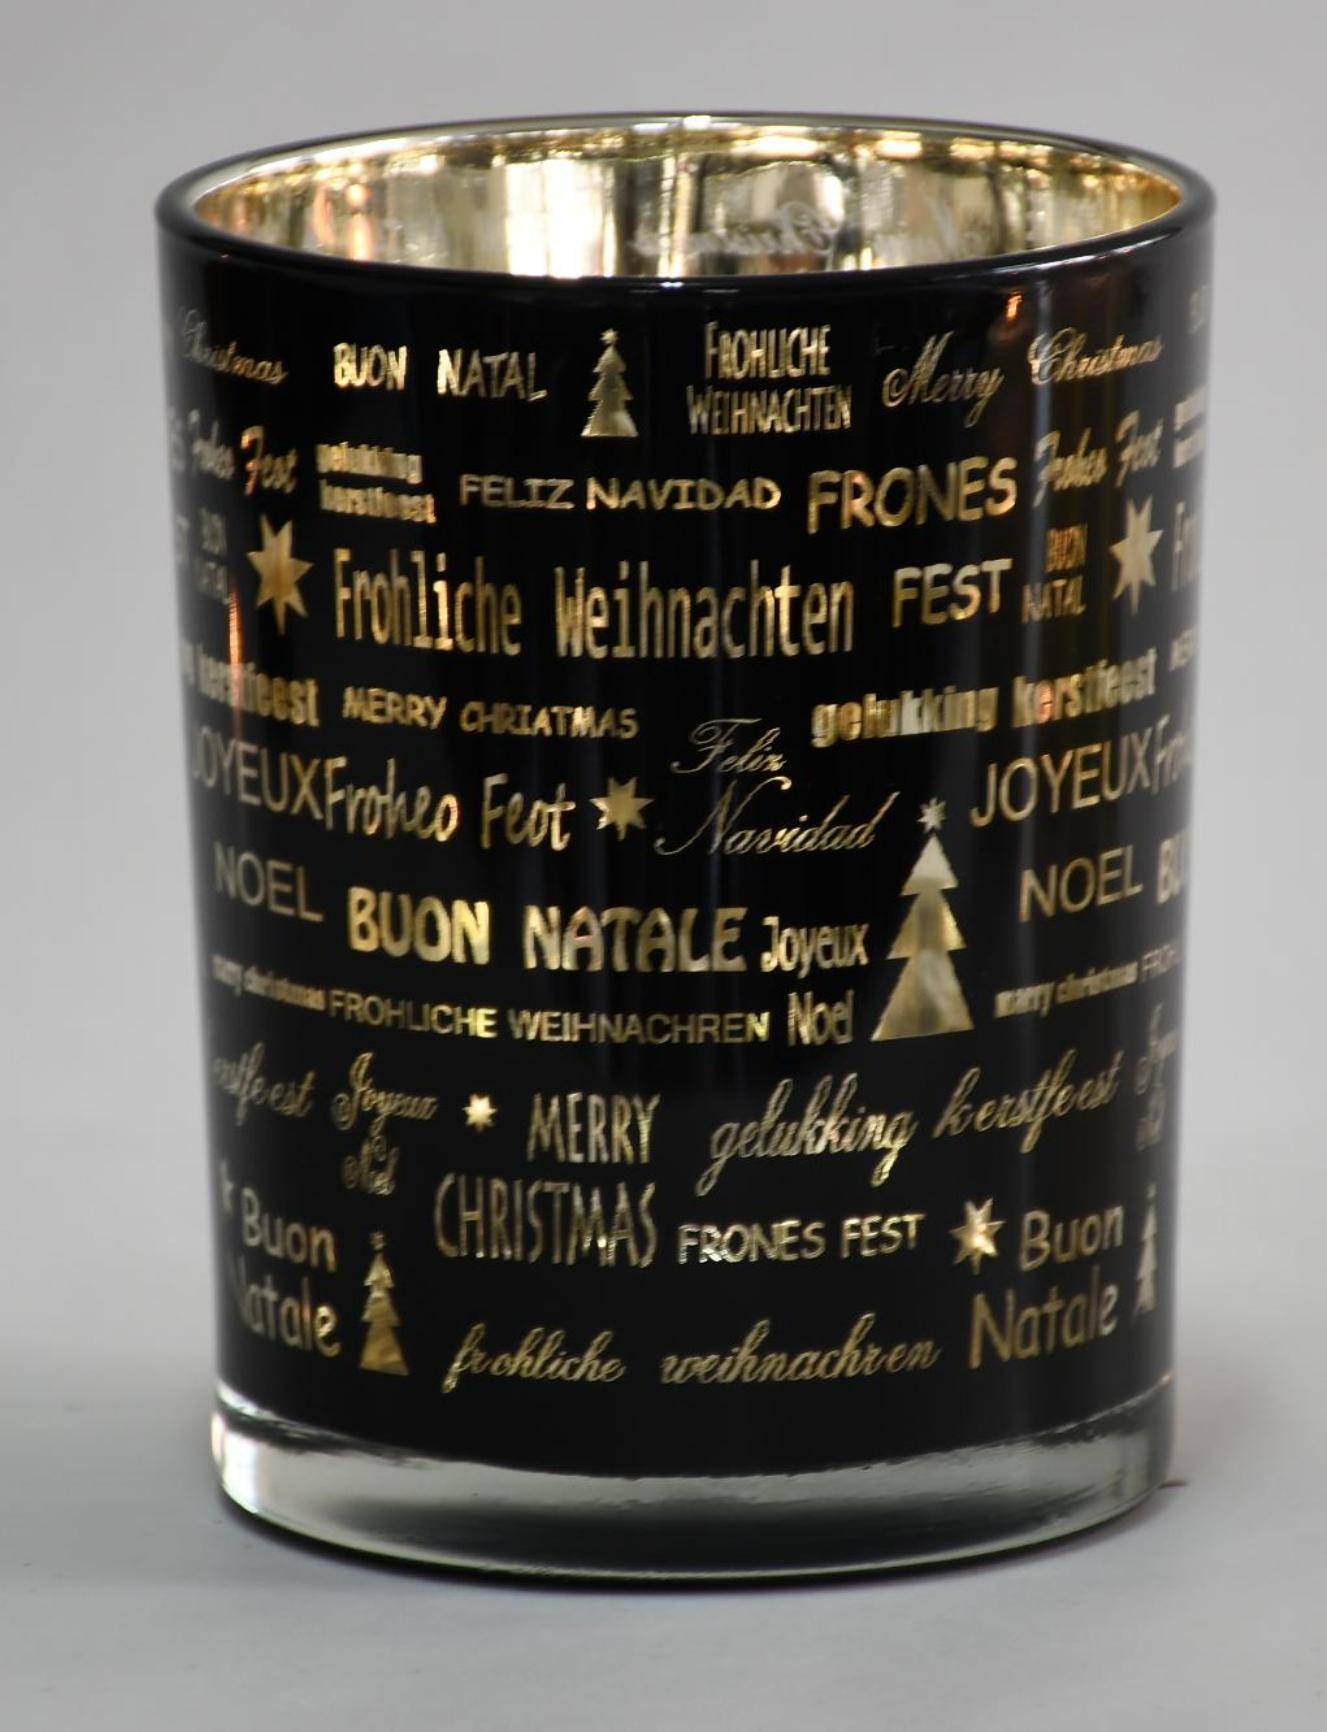 Christmas BUON NATAL FROHLICHE Merry Christmas
WEIHNACHTEN
Frohes Fest gelukking FELIZ NAVIDAD FRONES Frohes Fest
kerstfeest
BUON Frohliche Weihnachten FEST BUON
NATAL NATAL
kerstfeest MERRY CHRIATMAS gelukking kerstfeest
JOYEUX Froheo Feot Feliz JOYEUX
Navidad
NOEL BUON NATALE Joyeux NOEL
merry christmas FROHLICHE WEIHNACHREN Noel merry christmas
Joyeux MERRY gelukking kerstfeest
Noel CHRISTMAS
Buon FRONES FEST Buon
Natale Natale
frohliche weihnachren